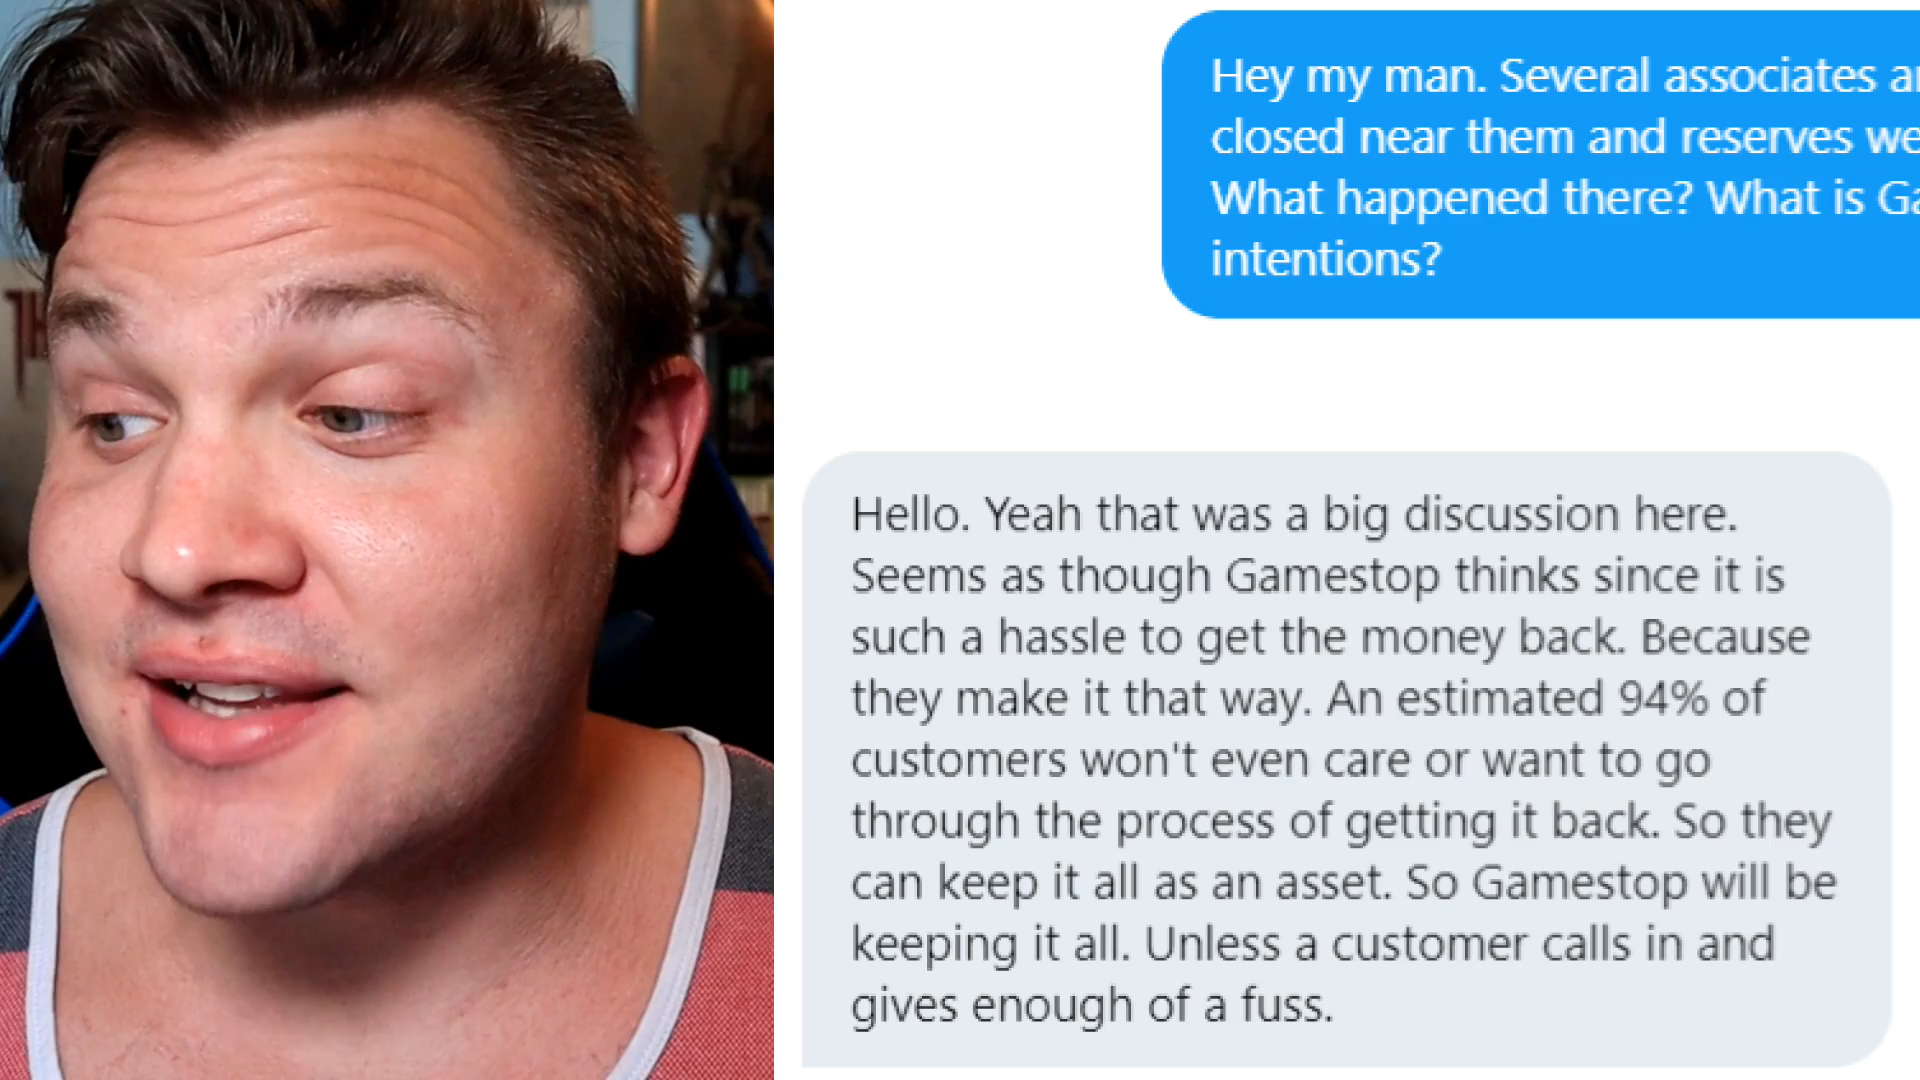 Hey my man. Several associates
closed near them and reserves
What happened there? What is
intentions?
Hello. Yeah that was a big discussion here.
Seems as though Gamestop thinks since it is
such a hassle to get the money back. Because
they make it that way. An estimated 94% of
customers won't even care or want to go
through the process of getting it back. So they
can keep it all as an asset. So Gamestop will be
keeping it all. Unless a customer calls in and
gives enough of a fuss.